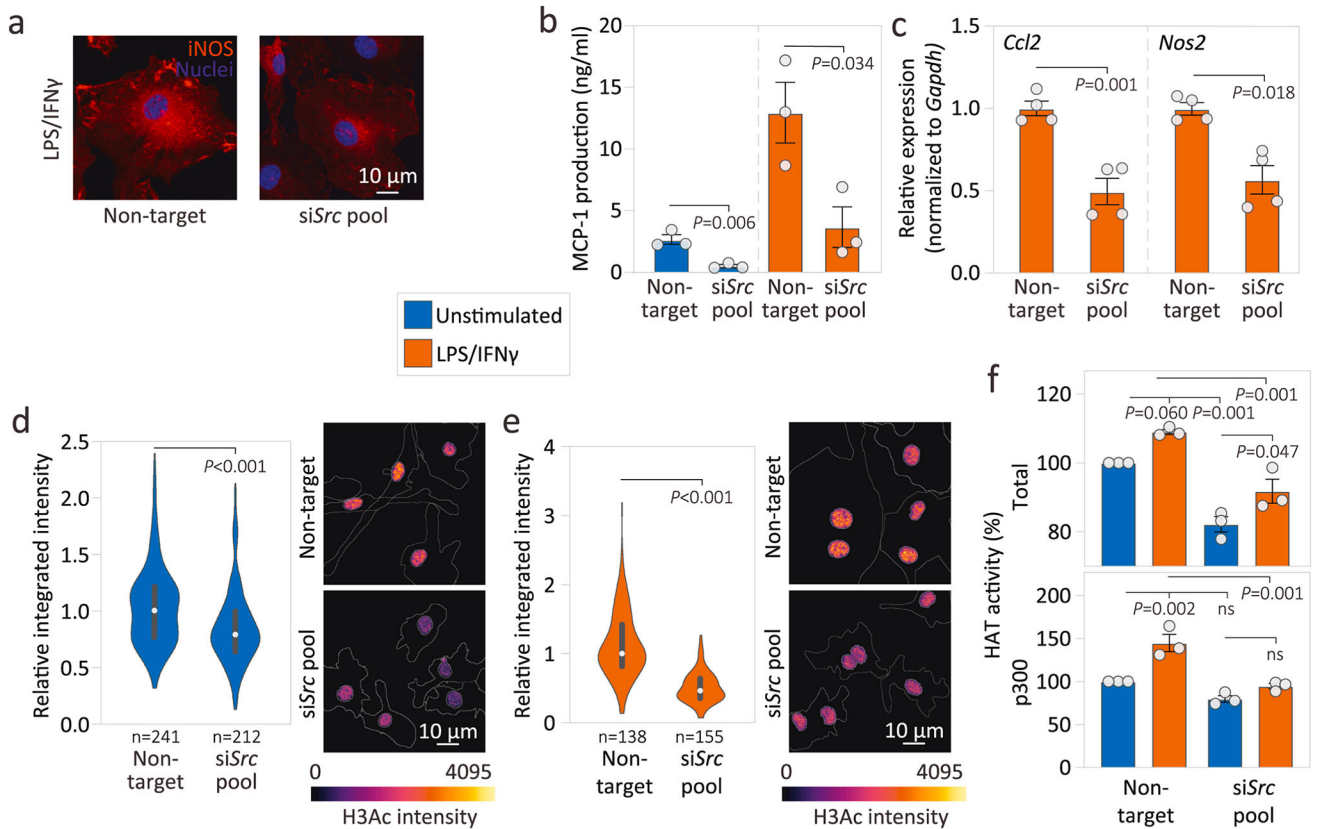 a
LPS/IFNγ
iNOS
Nuclei
10 µm
Non-target
siSrc pool
b
MCP-1 production (ng/ml)
20
15
10
5
0
P=0.006
P=0.034
Non-
target
siSrc
pool
Non-
target
siSrc
pool
c
Relative expression
(normalized to Gapdh)
1.5
1.0
0.5
0.0
Ccl2
Nos2
P=0.001
P=0.018
Non-
target
siSrc
pool
Non-
target
siSrc
pool
Unstimulated
LPS/IFNγ
d
Relative integrated intensity
2.5
2.0
1.5
1.0
0.5
0.0
P<0.001
n=241
n=212
Non-
target
siSrc
pool
Non-target
siSrc pool
10 µm
0
4095
H3Ac intensity
e
Relative integrated intensity
4
3
2
1
0
P<0.001
n=138
n=155
Non-
target
siSrc
pool
Non-target
siSrc pool
10 µm
0
4095
H3Ac intensity
f
HAT activity (%)
Total
120
100
80
P=0.001
P=0.060
P=0.001
P=0.047
p300
200
150
100
50
0
P=0.002
ns
P=0.001
ns
Non-
target
siSrc
pool